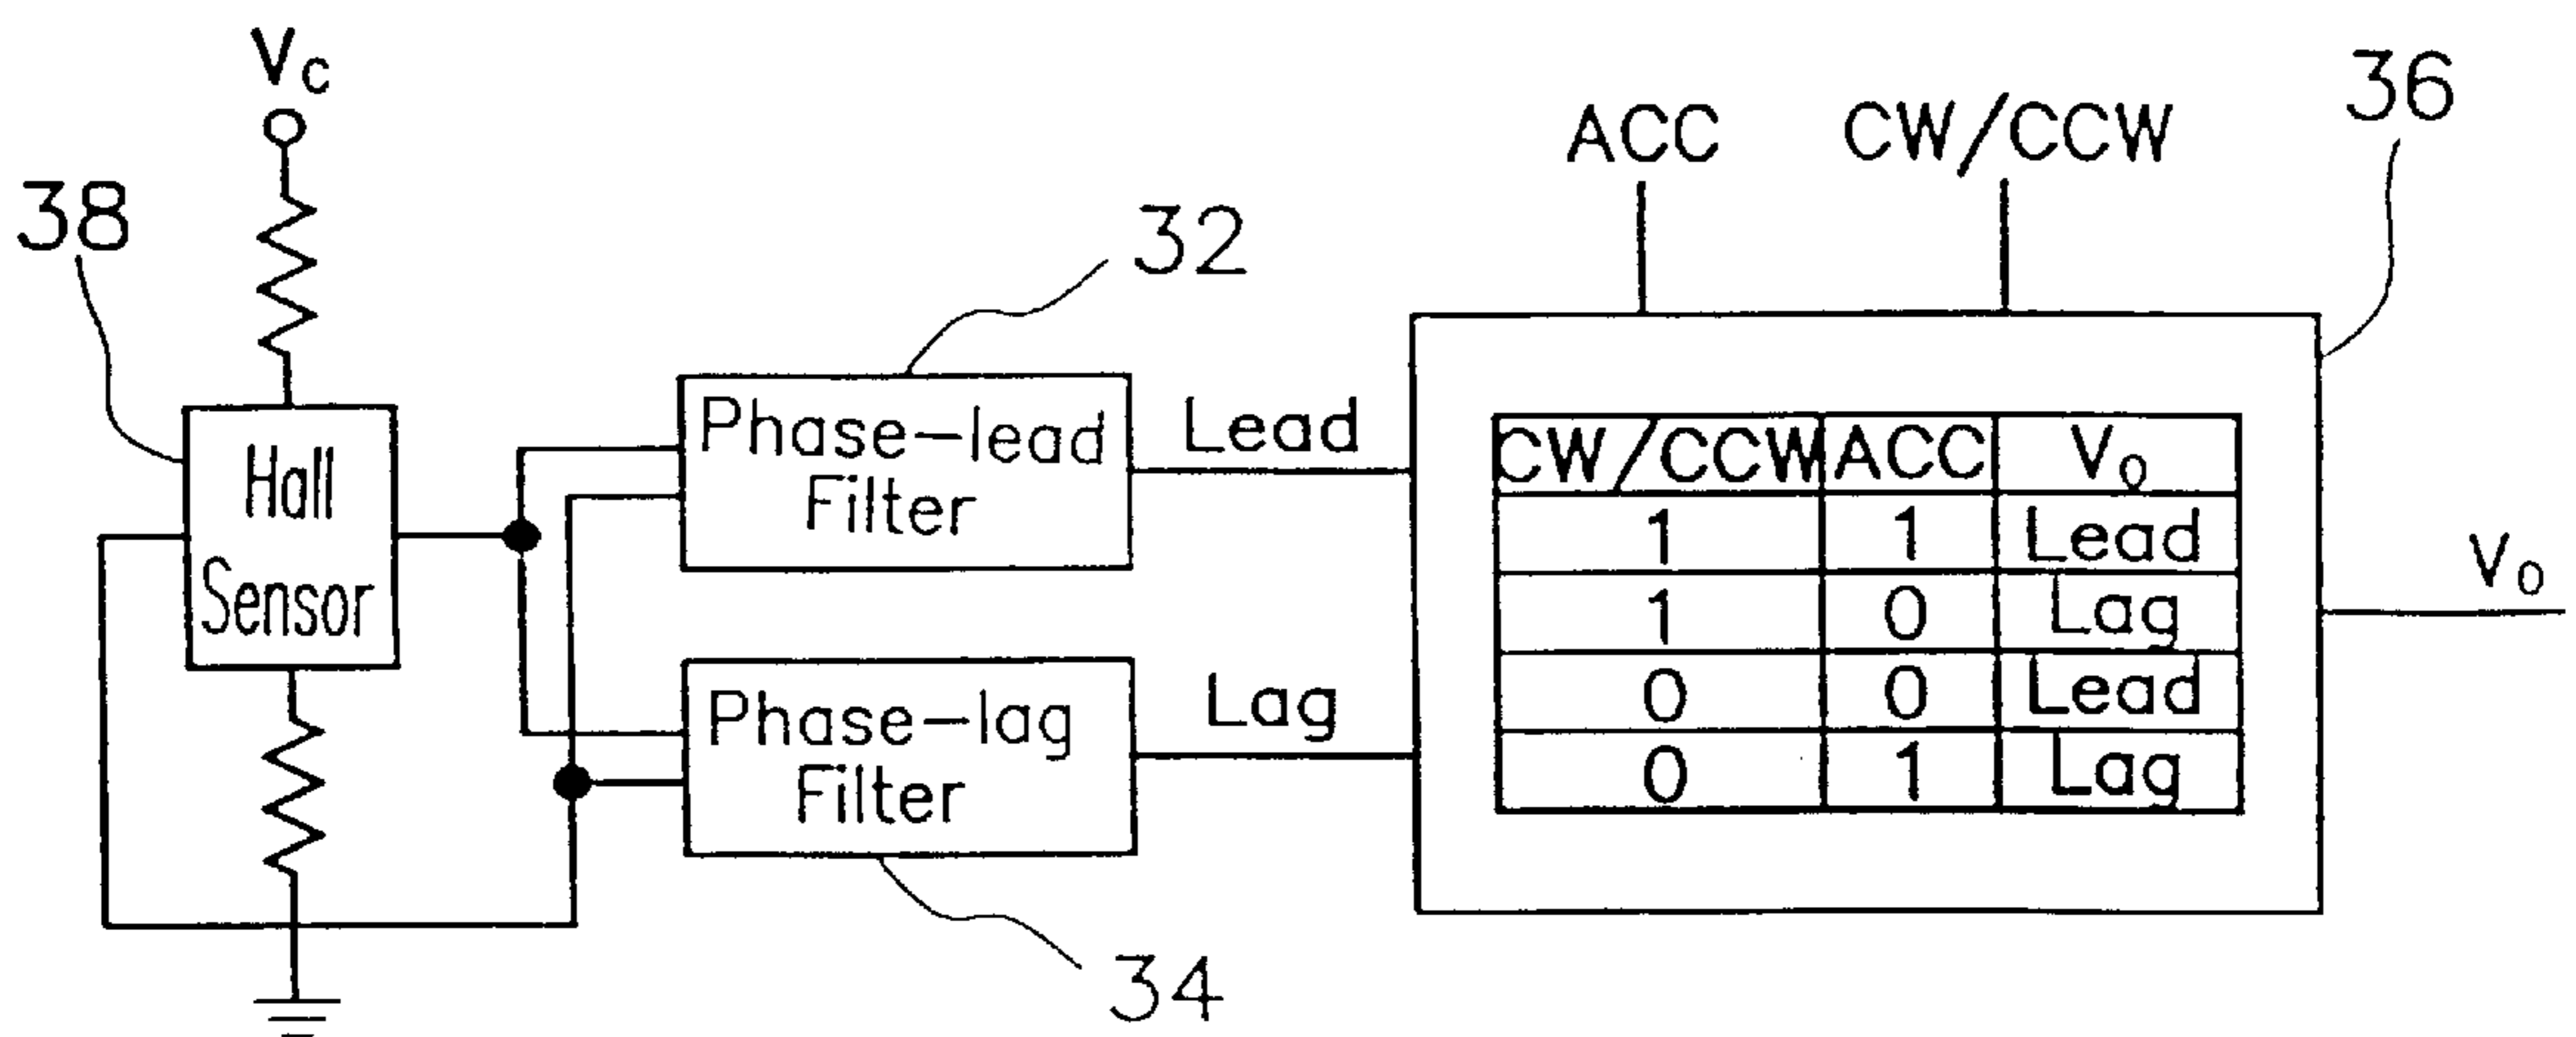 Vc
38
Hall
Sensor
32
Phase-lead
Filter
Lead
34
Phase-lag
Filter
Lag
ACC
CW/CCW
36
CW/CCW ACC Vo
1 1 Lead
1 0 Lag
0 0 Lead
0 1 Lag
Vo